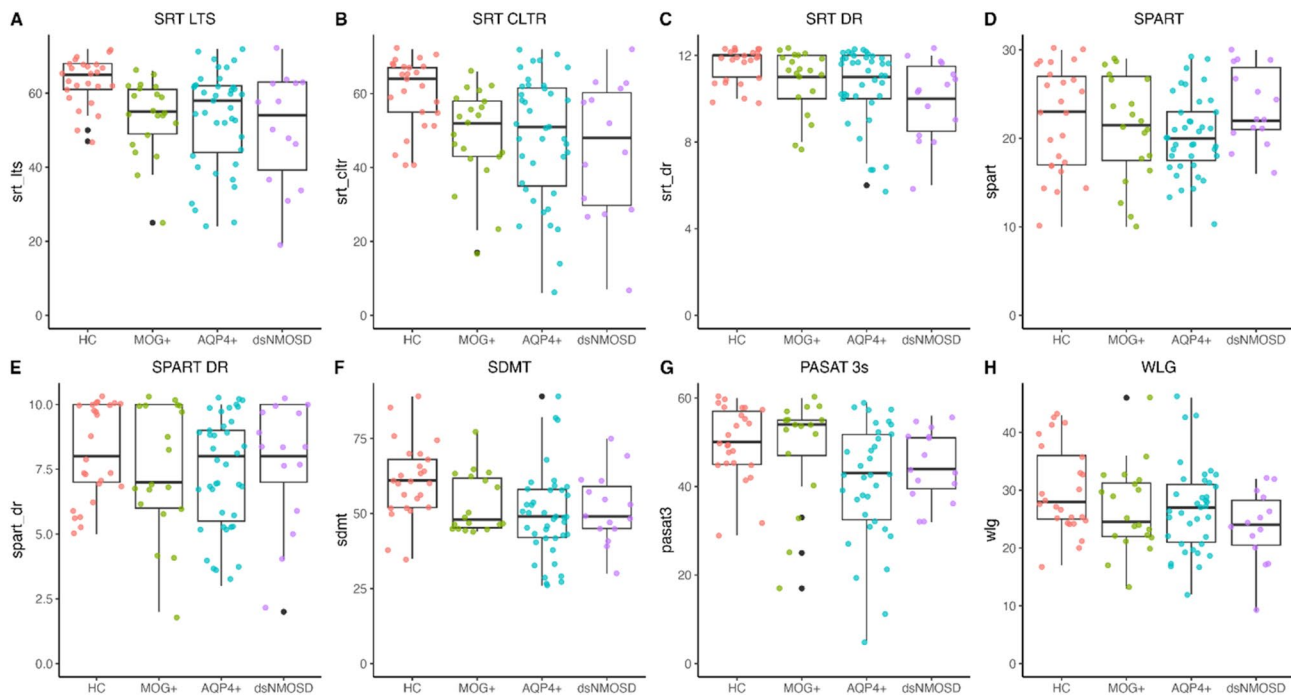 A SRT LTS
srt_lts
60
40
20
0
HC MOG+ AQP4+ dsNMOSD
B SRT CLTR
srt_cltr
60
40
20
0
HC MOG+ AQP4+ dsNMOSD
C SRT DR
srt_dr
12
8
4
0
HC MOG+ AQP4+ dsNMOSD
D SPART
spart
30
20
10
0
HC MOG+ AQP4+ dsNMOSD
E SPART DR
spart_dr
10.0
7.5
5.0
2.5
0.0
HC MOG+ AQP4+ dsNMOSD
F SDMT
sdmt
75
50
25
0
HC MOG+ AQP4+ dsNMOSD
G PASAT 3s
pasat3
60
40
20
0
HC MOG+ AQP4+ dsNMOSD
H WLG
wlg
40
30
20
10
0
HC MOG+ AQP4+ dsNMOSD